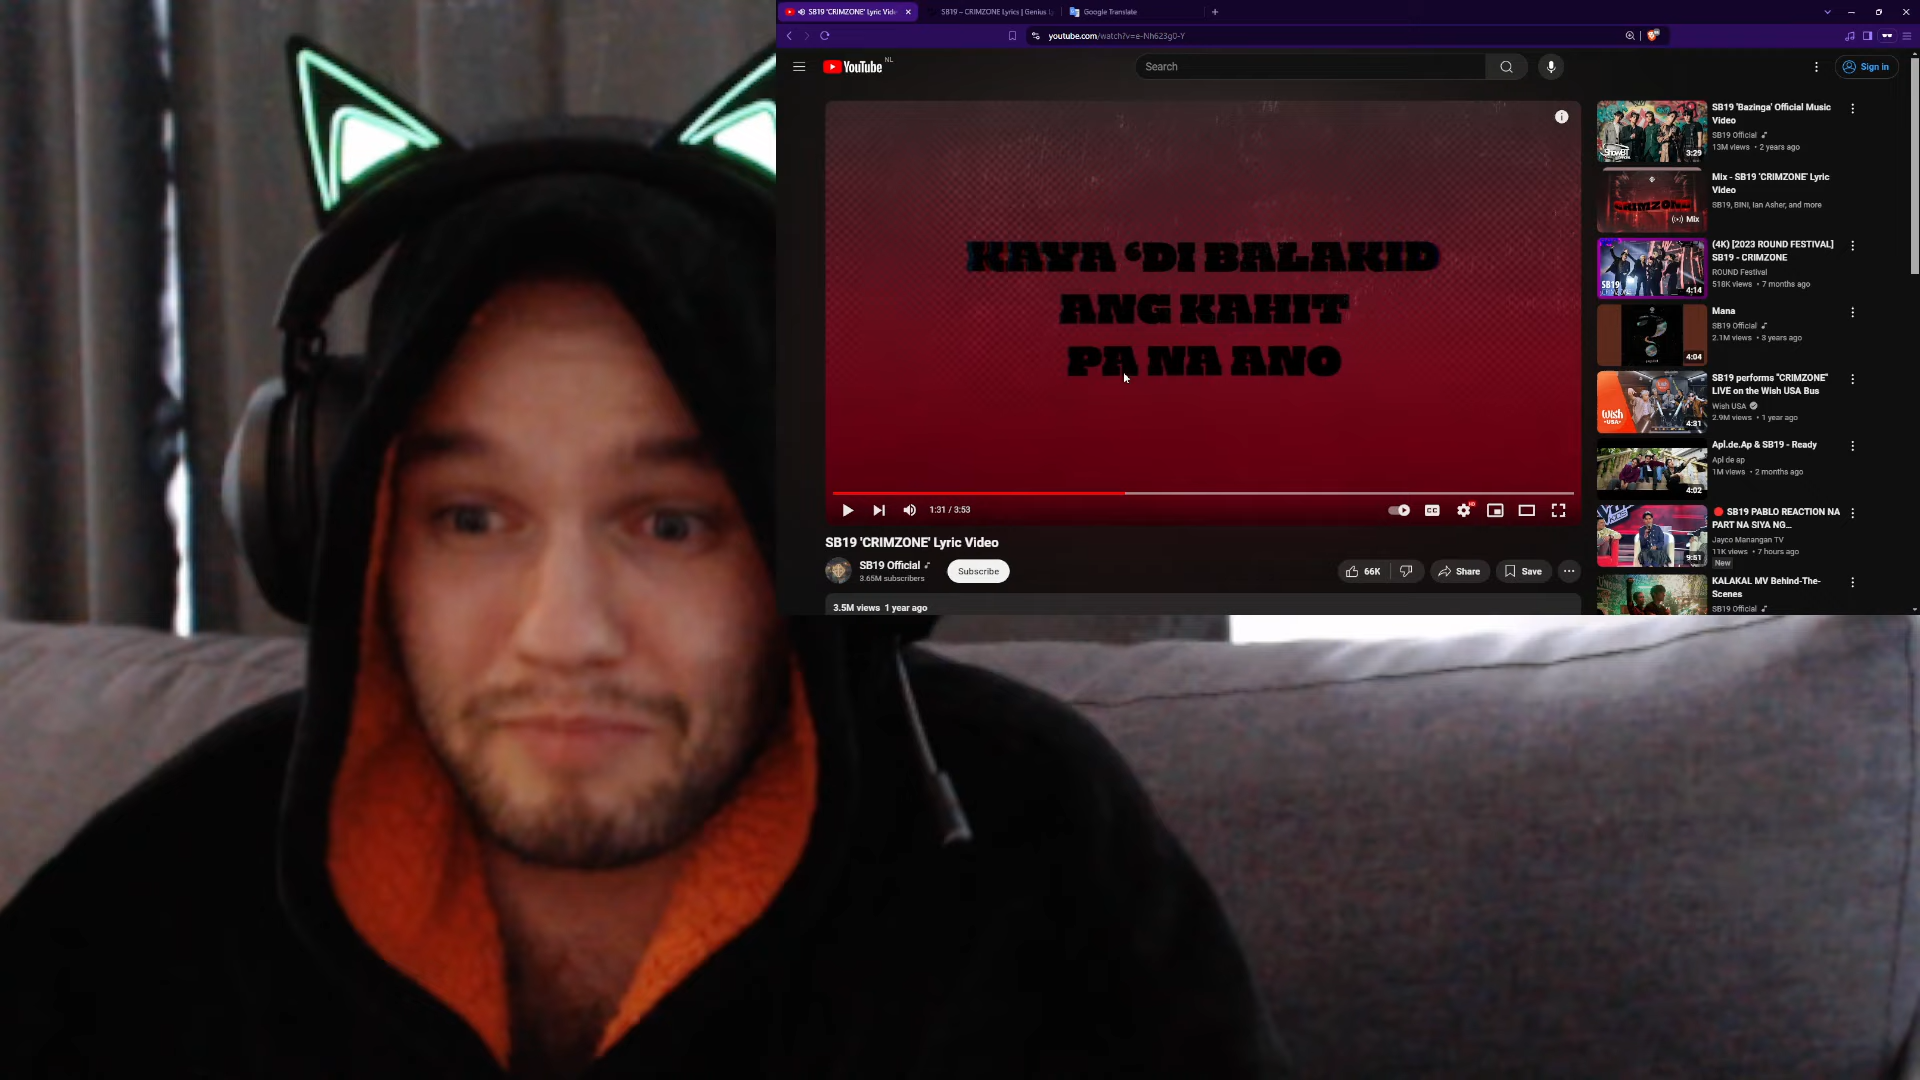 SB19 'CRIMZONE' Lyric Vide
SB19 – CRIMZONE Lyrics | Genius L
Google Translate
youtube.com/watch?v=e-Nh623g0-Y
YouTube NL
Search
Sign in
KAYA ‘DI BALAKID
ANG KAHIT
PA NA ANO
1:31 / 3:53
CC
HD
SB19 'CRIMZONE' Lyric Video
SB19 Official
3.65M subscribers
Subscribe
66K
Share
Save
3.5M views 1 year ago
SB19 'Bazinga' Official Music
Video
SB19 Official
13M views • 2 years ago
3:29
Mix - SB19 'CRIMZONE' Lyric
Video
SB19, BINI, Ian Asher, and more
CRIMZONE
Mix
(4K) [2023 ROUND FESTIVAL]
SB19 - CRIMZONE
ROUND Festival
518K views • 7 months ago
SB19
4:14
Mana
SB19 Official
2.1M views • 3 years ago
4:04
SB19 performs "CRIMZONE"
LIVE on the Wish USA Bus
Wish USA
2.9M views • 1 year ago
wish
USA
4:31
Apl.de.Ap & SB19 - Ready
Apl de ap
1M views • 2 months ago
4:02
SB19 PABLO REACTION NA
PART NA SIYA NG...
Jayco Manangan TV
11K views • 7 hours ago
New
9:51
KALAKAL MV Behind-The-
Scenes
SB19 Official